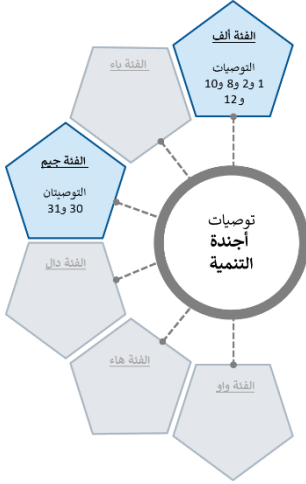 الفئة ألف
التوصيات
1 و2 و8 و10
و 12
الفئة باء
الفئة جيم
التوصيتان
30 و31
توصيات
أجندة
التنمية
الفئة دال
الفئة هاء
الفئة واو